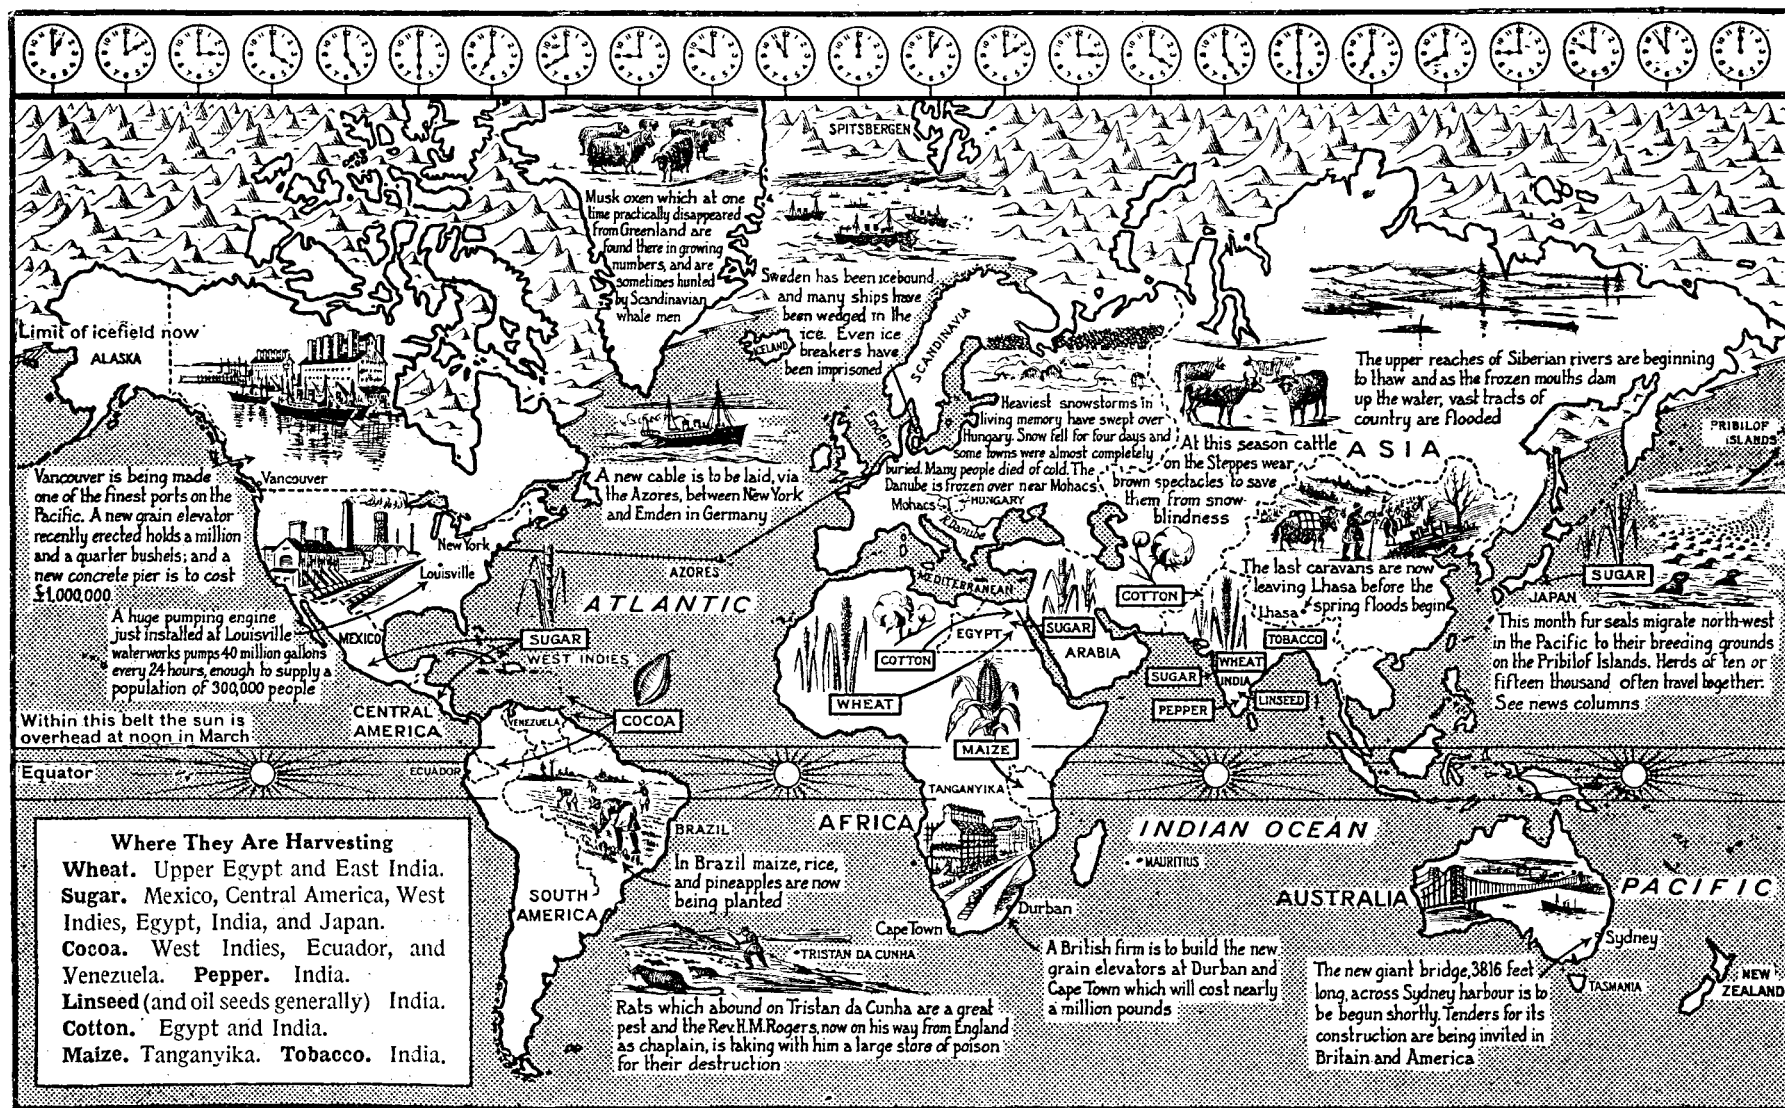 SPITSBERGEN
Musk oxen which at one
time practically disappeared
from Greenland are
found there in growing
numbers, and are
sometimes hunted
by Scandinavian
whale men
Sweden has been icebound
and many ships have
been wedged in the
ice. Even ice
breakers have
been imprisoned
ICELAND
SCANDINAVIA
Limit of icefield now
ALASKA
The upper reaches of Siberian rivers are beginning
to thaw and as the frozen mouths dam
up the water, vast tracts of
country are flooded
PRIBILOF
ISLANDS
Heaviest snowstorms in
living memory have swept over
Hungary. Snow fell for four days and
some towns were almost completely
buried. Many people died of cold. The
Danube is frozen over near Mohacs
Emden
At this season cattle
on the Steppes wear
brown spectacles to save
them from snow-
blindness
ASIA
Vancouver is being made
one of the finest ports on the
Pacific. A new grain elevator
recently erected holds a million
and a quarter bushels; and a
new concrete pier is to cost
£1,000,000.
Vancouver
A new cable is to be laid, via
the Azores, between New York
and Emden in Germany
HUNGARY
Mohacs
R. Danube
New York
Louisville
AZORES
MEDITERRANEAN
The last caravans are now
leaving Lhasa before the
spring floods begin
Lhasa
SUGAR
JAPAN
COTTON
ATLANTIC
A huge pumping engine
just installed at Louisville
waterworks pumps 40 million gallons
every 24 hours, enough to supply a
population of 300,000 people
MEXICO
SUGAR
WEST INDIES
EGYPT
SUGAR
ARABIA
COTTON
TOBACCO
WHEAT
INDIA
SUGAR
PEPPER
LINSEED
This month fur seals migrate north-west
in the Pacific to their breeding grounds
on the Pribilof Islands. Herds of ten or
fifteen thousand often travel together.
See news columns.
WHEAT
COCOA
CENTRAL
AMERICA
VENEZUELA
Within this belt the sun is
overhead at noon in March
MAIZE
Equator
ECUADOR
TANGANYIKA
AFRICA
INDIAN OCEAN
MAURITIUS
BRAZIL
In Brazil maize, rice,
and pineapples are now
being planted
SOUTH
AMERICA
Where They Are Harvesting
Wheat. Upper Egypt and East India.
Sugar. Mexico, Central America, West
Indies, Egypt, India, and Japan.
Cocoa. West Indies, Ecuador, and
Venezuela. Pepper. India.
Linseed (and oil seeds generally) India.
Cotton. Egypt and India.
Maize. Tanganyika. Tobacco. India.
Durban
Cape Town
TRISTAN DA CUNHA
Rats which abound on Tristan da Cunha are a great
pest and the Rev. H.M. Rogers, now on his way from England
as chaplain, is taking with him a large store of poison
for their destruction
A British firm is to build the new
grain elevators at Durban and
Cape Town which will cost nearly
a million pounds
AUSTRALIA
PACIFIC
Sydney
TASMANIA
NEW
ZEALAND
The new giant bridge, 3816 feet
long, across Sydney harbour is to
be begun shortly. Tenders for its
construction are being invited in
Britain and America